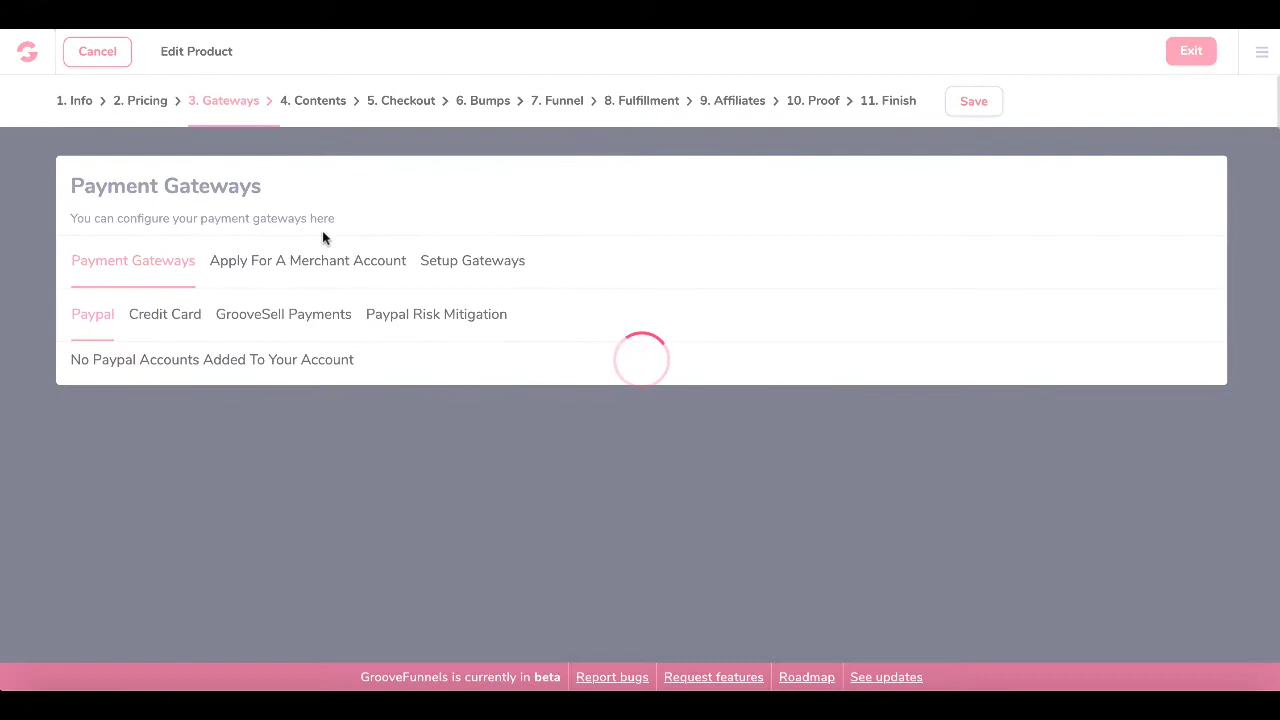 Cancel Edit Product Exit
1. Info 2. Pricing 3. Gateways 4. Contents 5. Checkout 6. Bumps 7. Funnel 8. Fulfillment 9. Affiliates 10. Proof 11. Finish Save
Payment Gateways
You can configure your payment gateways here
Payment Gateways Apply For A Merchant Account Setup Gateways
Paypal Credit Card GrooveSell Payments Paypal Risk Mitigation
No Paypal Accounts Added To Your Account
GrooveFunnels is currently in beta Report bugs Request features Roadmap See updates